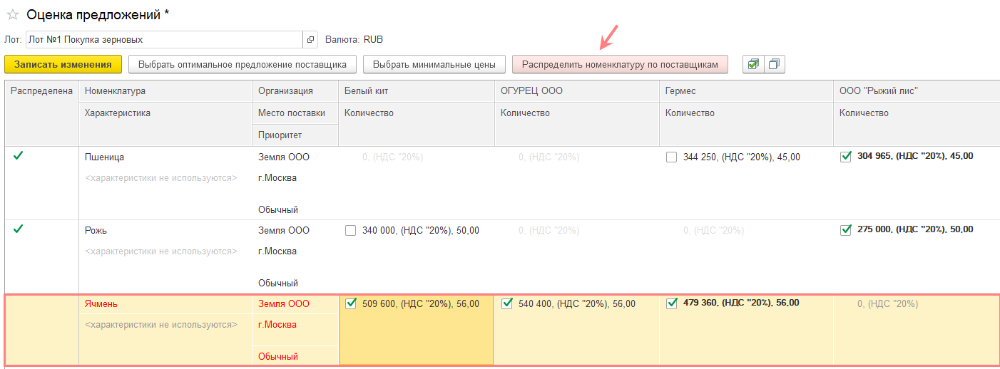 Оценка предложений *
Лот: Лот №1 Покупка зерновых Валюта: RUB
Записать изменения Выбрать оптимальное предложение поставщика Выбрать минимальные цены Распределить номенклатуру по поставщикам
Распределена Номенклатура Организация Белый кит ОГУРЕЦ ООО Гермес ООО "Рыжий лис"
Характеристика Место поставки Количество Количество Количество Количество
Приоритет
Пшеница Земля ООО 0, (НДС "20%) 0, (НДС "20%) 344 250, (НДС "20%), 45,00 304 965, (НДС "20%), 45,00
<характеристики не используются> г.Москва
Обычный
Рожь Земля ООО 340 000, (НДС "20%), 50,00 0, (НДС "20%) 0, (НДС "20%) 275 000, (НДС "20%), 50,00
<характеристики не используются> г.Москва
Обычный
Ячмень Земля ООО 509 600, (НДС "20%), 56,00 540 400, (НДС "20%), 56,00 479 360, (НДС "20%), 56,00 0, (НДС "20%)
<характеристики не используются> г.Москва
Обычный